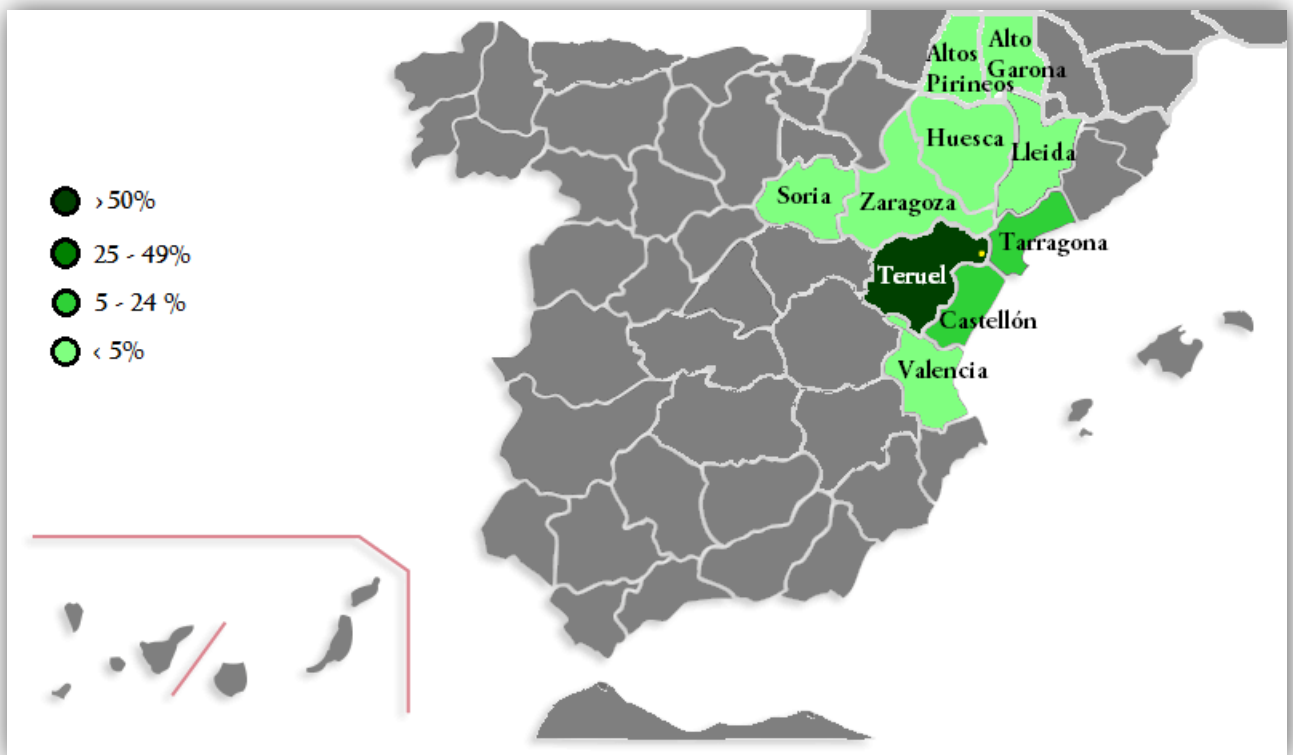 > 50%
25 - 49%
5 - 24 %
< 5%
Altos
Pirineos
Alto
Garona
Huesca
Lleida
Soria
Zaragoza
Tarragona
Teruel
Castellón
Valencia